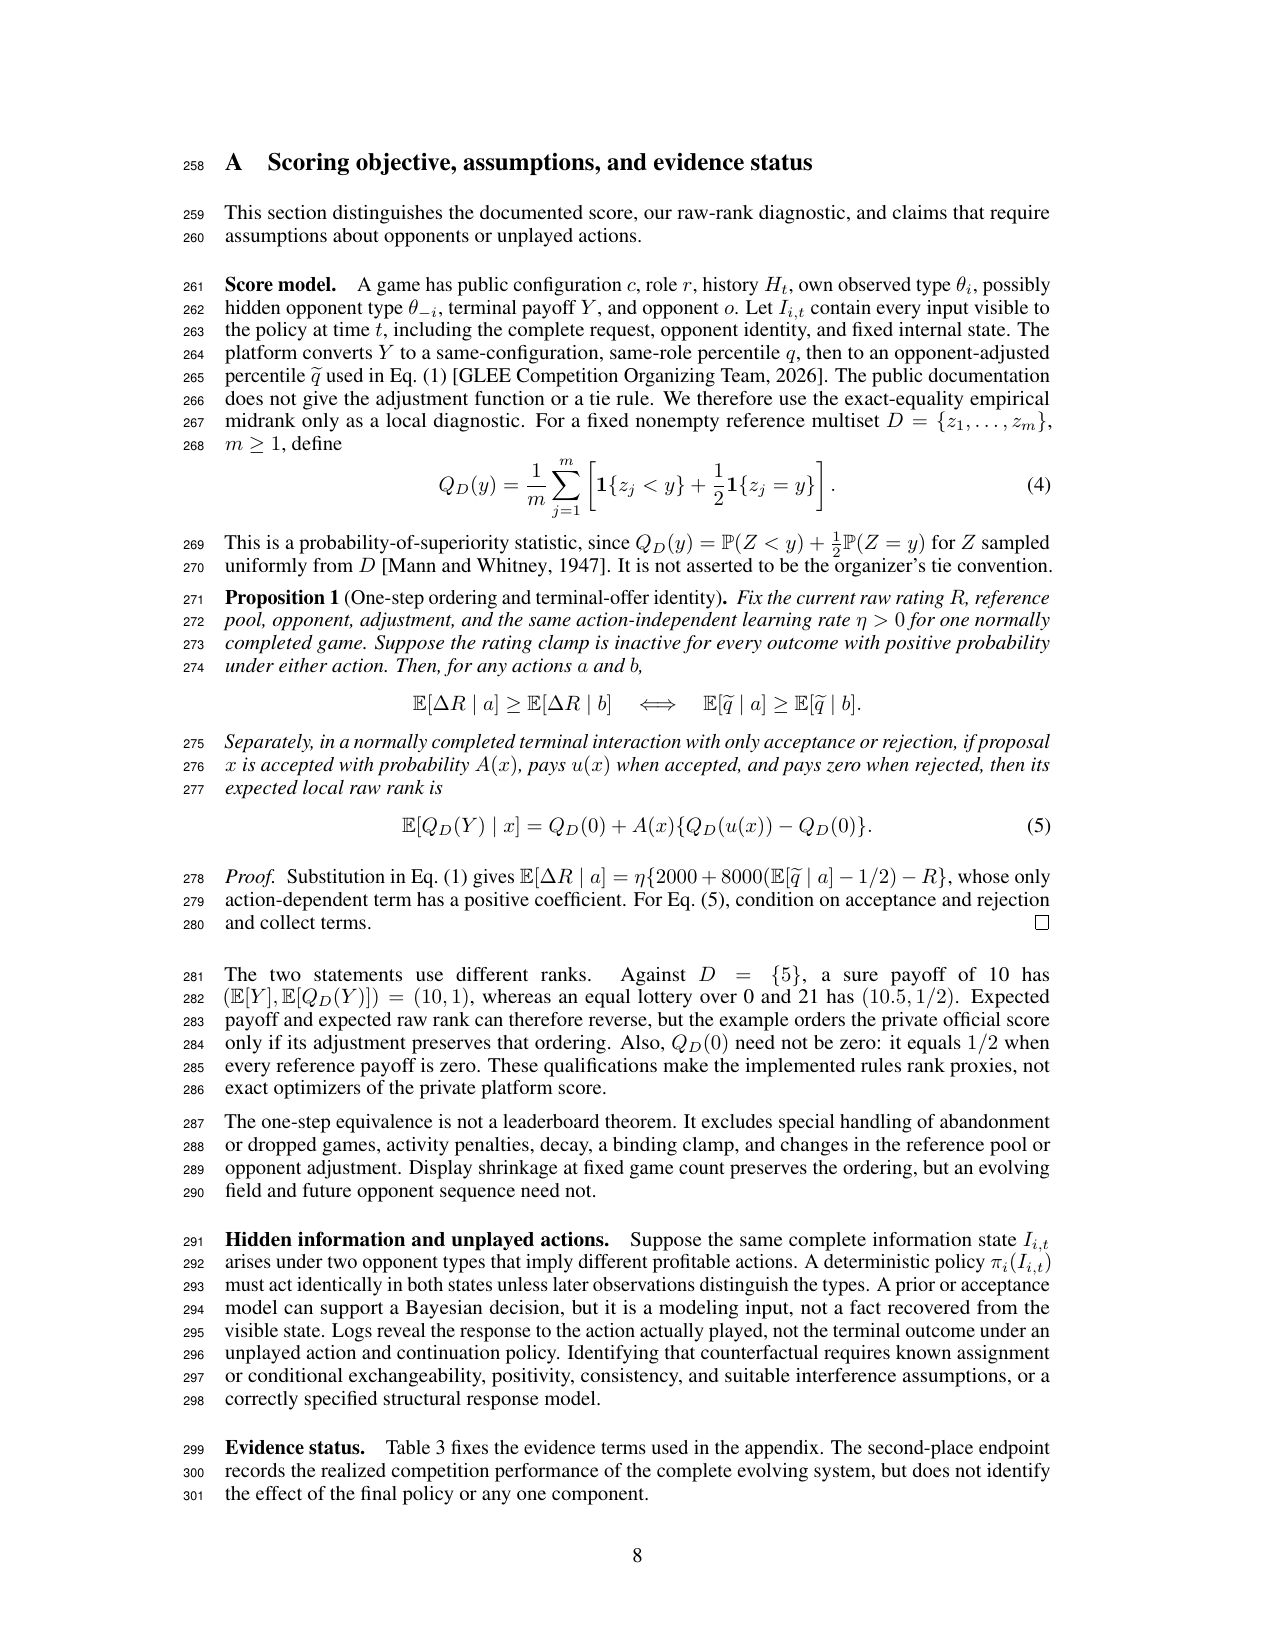 258 A Scoring objective, assumptions, and evidence status
259 This section distinguishes the documented score, our raw-rank diagnostic, and claims that require
260 assumptions about opponents or unplayed actions.
261 Score model. A game has public configuration c, role r, history H_t, own observed type θ_i, possibly
262 hidden opponent type θ_{−i}, terminal payoff Y, and opponent o. Let I_{i,t} contain every input visible to
263 the policy at time t, including the complete request, opponent identity, and fixed internal state. The
264 platform converts Y to a same-configuration, same-role percentile q, then to an opponent-adjusted
265 percentile q̃ used in Eq. (1) [GLEE Competition Organizing Team, 2026]. The public documentation
266 does not give the adjustment function or a tie rule. We therefore use the exact-equality empirical
267 midrank only as a local diagnostic. For a fixed nonempty reference multiset D = {z_1, . . . , z_m},
268 m ≥ 1, define
Q_D(y) = \frac{1}{m} \sum_{j=1}^{m} [1{z_j < y} + \frac{1}{2} 1{z_j = y}]. (4)
269 This is a probability-of-superiority statistic, since Q_D(y) = ℙ(Z < y) + \frac{1}{2}ℙ(Z = y) for Z sampled
270 uniformly from D [Mann and Whitney, 1947]. It is not asserted to be the organizer's tie convention.
271 Proposition 1 (One-step ordering and terminal-offer identity). Fix the current raw rating R, reference
272 pool, opponent, adjustment, and the same action-independent learning rate η > 0 for one normally
273 completed game. Suppose the rating clamp is inactive for every outcome with positive probability
274 under either action. Then, for any actions a and b,
𝔼[ΔR | a] ≥ 𝔼[ΔR | b] ⟺ 𝔼[q̃ | a] ≥ 𝔼[q̃ | b].
275 Separately, in a normally completed terminal interaction with only acceptance or rejection, if proposal
276 x is accepted with probability A(x), pays u(x) when accepted, and pays zero when rejected, then its
277 expected local raw rank is
𝔼[Q_D(Y) | x] = Q_D(0) + A(x){Q_D(u(x)) − Q_D(0)}. (5)
278 Proof. Substitution in Eq. (1) gives 𝔼[ΔR | a] = η{2000 + 8000(𝔼[q̃ | a] − 1/2) − R}, whose only
279 action-dependent term has a positive coefficient. For Eq. (5), condition on acceptance and rejection
280 and collect terms. □
281 The two statements use different ranks. Against D = {5}, a sure payoff of 10 has
282 (𝔼[Y], 𝔼[Q_D(Y)]) = (10, 1), whereas an equal lottery over 0 and 21 has (10.5, 1/2). Expected
283 payoff and expected raw rank can therefore reverse, but the example orders the private official score
284 only if its adjustment preserves that ordering. Also, Q_D(0) need not be zero: it equals 1/2 when
285 every reference payoff is zero. These qualifications make the implemented rules rank proxies, not
286 exact optimizers of the private platform score.
287 The one-step equivalence is not a leaderboard theorem. It excludes special handling of abandonment
288 or dropped games, activity penalties, decay, a binding clamp, and changes in the reference pool or
289 opponent adjustment. Display shrinkage at fixed game count preserves the ordering, but an evolving
290 field and future opponent sequence need not.
291 Hidden information and unplayed actions. Suppose the same complete information state I_{i,t}
292 arises under two opponent types that imply different profitable actions. A deterministic policy π_i(I_{i,t})
293 must act identically in both states unless later observations distinguish the types. A prior or acceptance
294 model can support a Bayesian decision, but it is a modeling input, not a fact recovered from the
295 visible state. Logs reveal the response to the action actually played, not the terminal outcome under an
296 unplayed action and continuation policy. Identifying that counterfactual requires known assignment
297 or conditional exchangeability, positivity, consistency, and suitable interference assumptions, or a
298 correctly specified structural response model.
299 Evidence status. Table 3 fixes the evidence terms used in the appendix. The second-place endpoint
300 records the realized competition performance of the complete evolving system, but does not identify
301 the effect of the final policy or any one component.
8